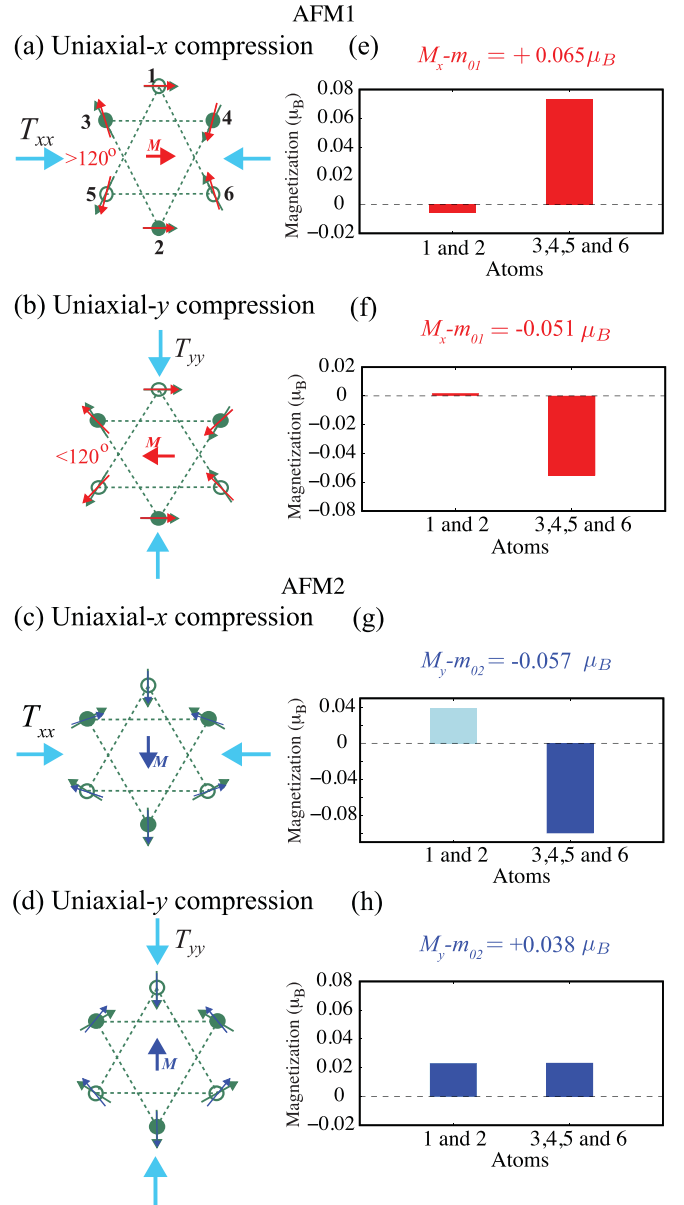 AFM1
(a) Uniaxial-x compression
1
3
4
Txx
>120°
M
5
6
2
(e)
Mx-m01 = + 0.065μB
Magnetization (μB)
0.08
0.06
0.04
0.02
0
−0.02
1 and 2
3,4,5 and 6
Atoms
(b) Uniaxial-y compression
Tyy
<120°
M
(f)
Mx-m01 = -0.051 μB
Magnetization (μB)
0.02
0
−0.02
−0.04
−0.06
−0.08
1 and 2
3,4,5 and 6
Atoms
AFM2
(c) Uniaxial-x compression
Txx
M
(g)
My-m02 = -0.057 μB
Magnetization (μB)
0.04
0
−0.04
−0.08
1 and 2
3,4,5 and 6
Atoms
(d) Uniaxial-y compression
Tyy
M
(h)
My-m02 = +0.038 μB
Magnetization (μB)
0.08
0.06
0.04
0.02
0
−0.02
1 and 2
3,4,5 and 6
Atoms